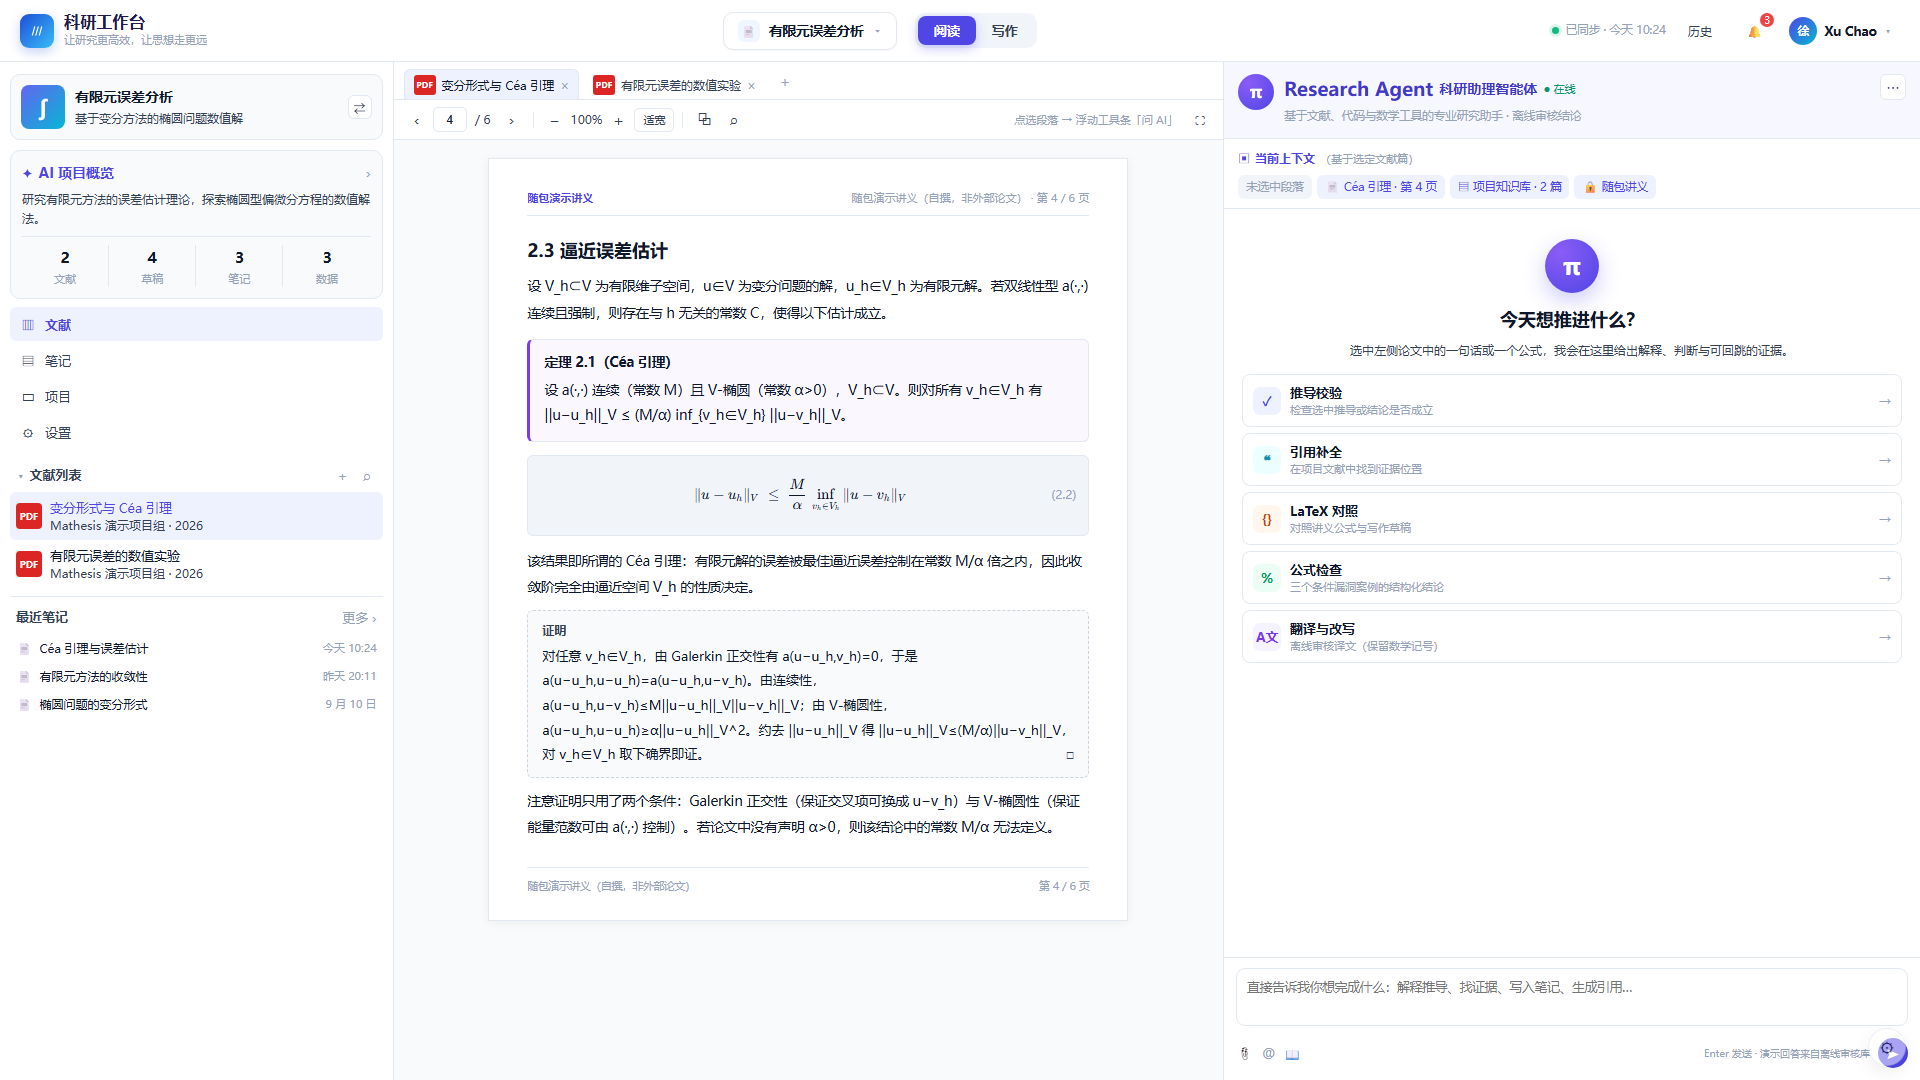 科研工作台
让研究更高效，让思想走更远
有限元误差分析
阅读
写作
已同步 · 今天 10:24
历史
3
徐
Xu Chao
有限元误差分析
基于变分方法的椭圆问题数值解
AI 项目概览
研究有限元方法的误差估计理论，探索椭圆型偏微分方程的数值解法。
2
4
3
3
文献
草稿
笔记
数据
文献
笔记
项目
设置
文献列表
PDF
变分形式与 Céa 引理
Mathesis 演示项目组 · 2026
PDF
有限元误差的数值实验
Mathesis 演示项目组 · 2026
最近笔记
更多 ›
Céa 引理与误差估计
今天 10:24
有限元方法的收敛性
昨天 20:11
椭圆问题的变分形式
9 月 10 日
PDF 变分形式与 Céa 引理 ×
PDF 有限元误差的数值实验 ×
+
‹ 4 / 6 › − 100% + 适宽
点选段落 → 浮动工具条「问 AI」
随包演示讲义
随包演示讲义（自撰，非外部论文） · 第 4 / 6 页
2.3 逼近误差估计
设 V_h⊂V 为有限维子空间，u∈V 为变分问题的解，u_h∈V_h 为有限元解。若双线性型 a(·,·)
连续且强制，则存在与 h 无关的常数 C，使得以下估计成立。
定理 2.1（Céa 引理）
设 a(·,·) 连续（常数 M）且 V-椭圆（常数 α>0），V_h⊂V。则对所有 v_h∈V_h 有
||u−u_h||_V ≤ (M/α) inf_{v_h∈V_h} ||u−v_h||_V。
‖u − u_h‖_V ≤ M/α inf_{v_h∈V_h} ‖u − v_h‖_V
(2.2)
该结果即所谓的 Céa 引理：有限元解的误差被最佳逼近误差控制在常数 M/α 倍之内，因此收
敛阶完全由逼近空间 V_h 的性质决定。
证明
对任意 v_h∈V_h，由 Galerkin 正交性有 a(u−u_h,v_h)=0，于是
a(u−u_h,u−u_h)=a(u−u_h,u−v_h)。由连续性，
a(u−u_h,u−v_h)≤M||u−u_h||_V||u−v_h||_V；由 V-椭圆性，
a(u−u_h,u−u_h)≥α||u−u_h||_V^2。约去 ||u−u_h||_V 得 ||u−u_h||_V≤(M/α)||u−v_h||_V，
对 v_h∈V_h 取下确界即证。
□
注意证明只用了两个条件：Galerkin 正交性（保证交叉项可换成 u−v_h）与 V-椭圆性（保证
能量范数可由 a(·,·) 控制）。若论文中没有声明 α>0，则该结论中的常数 M/α 无法定义。
随包演示讲义（自撰，非外部论文）
第 4 / 6 页
π
Research Agent 科研助理智能体
● 在线
基于文献、代码与数学工具的专业研究助手 · 离线审核结论
当前上下文
（基于选定文献篇）
未选中段落
Céa 引理 · 第 4 页
项目知识库 · 2 篇
随包讲义
π
今天想推进什么？
选中左侧论文中的一句话或一个公式，我会在这里给出解释、判断与可回跳的证据。
✓
推导校验
检查选中推导或结论是否成立
→
❝
引用补全
在项目文献中找到证据位置
→
{}
LaTeX 对照
对照讲义公式与写作草稿
→
%
公式检查
三个条件漏洞案例的结构化结论
→
A文
翻译与改写
离线审核译文（保留数学记号）
→
直接告诉我你想完成什么：解释推导、找证据、写入笔记、生成引用...
@
Enter 发送 · 演示回答来自离线审核库